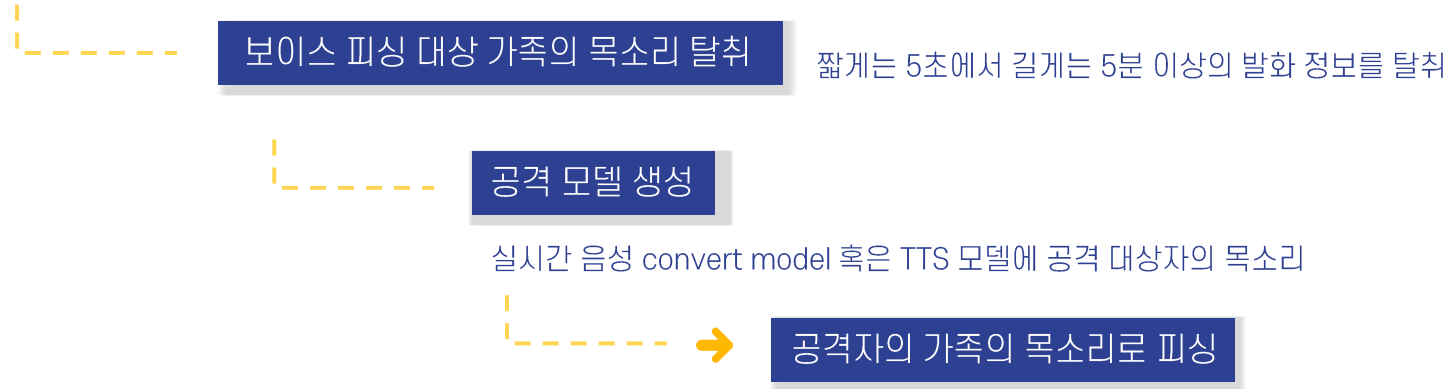 보이스 피싱 대상 가족의 목소리 탈취
짧게는 5초에서 길게는 5분 이상의 발화 정보를 탈취
공격 모델 생성
실시간 음성 convert model 혹은 TTS 모델에 공격 대상자의 목소리
공격자의 가족의 목소리로 피싱